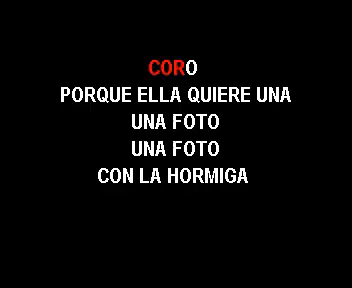 CORO
PORQUE ELLA QUIERE UNA
UNA FOTO
UNA FOTO
CON LA HORMIGA